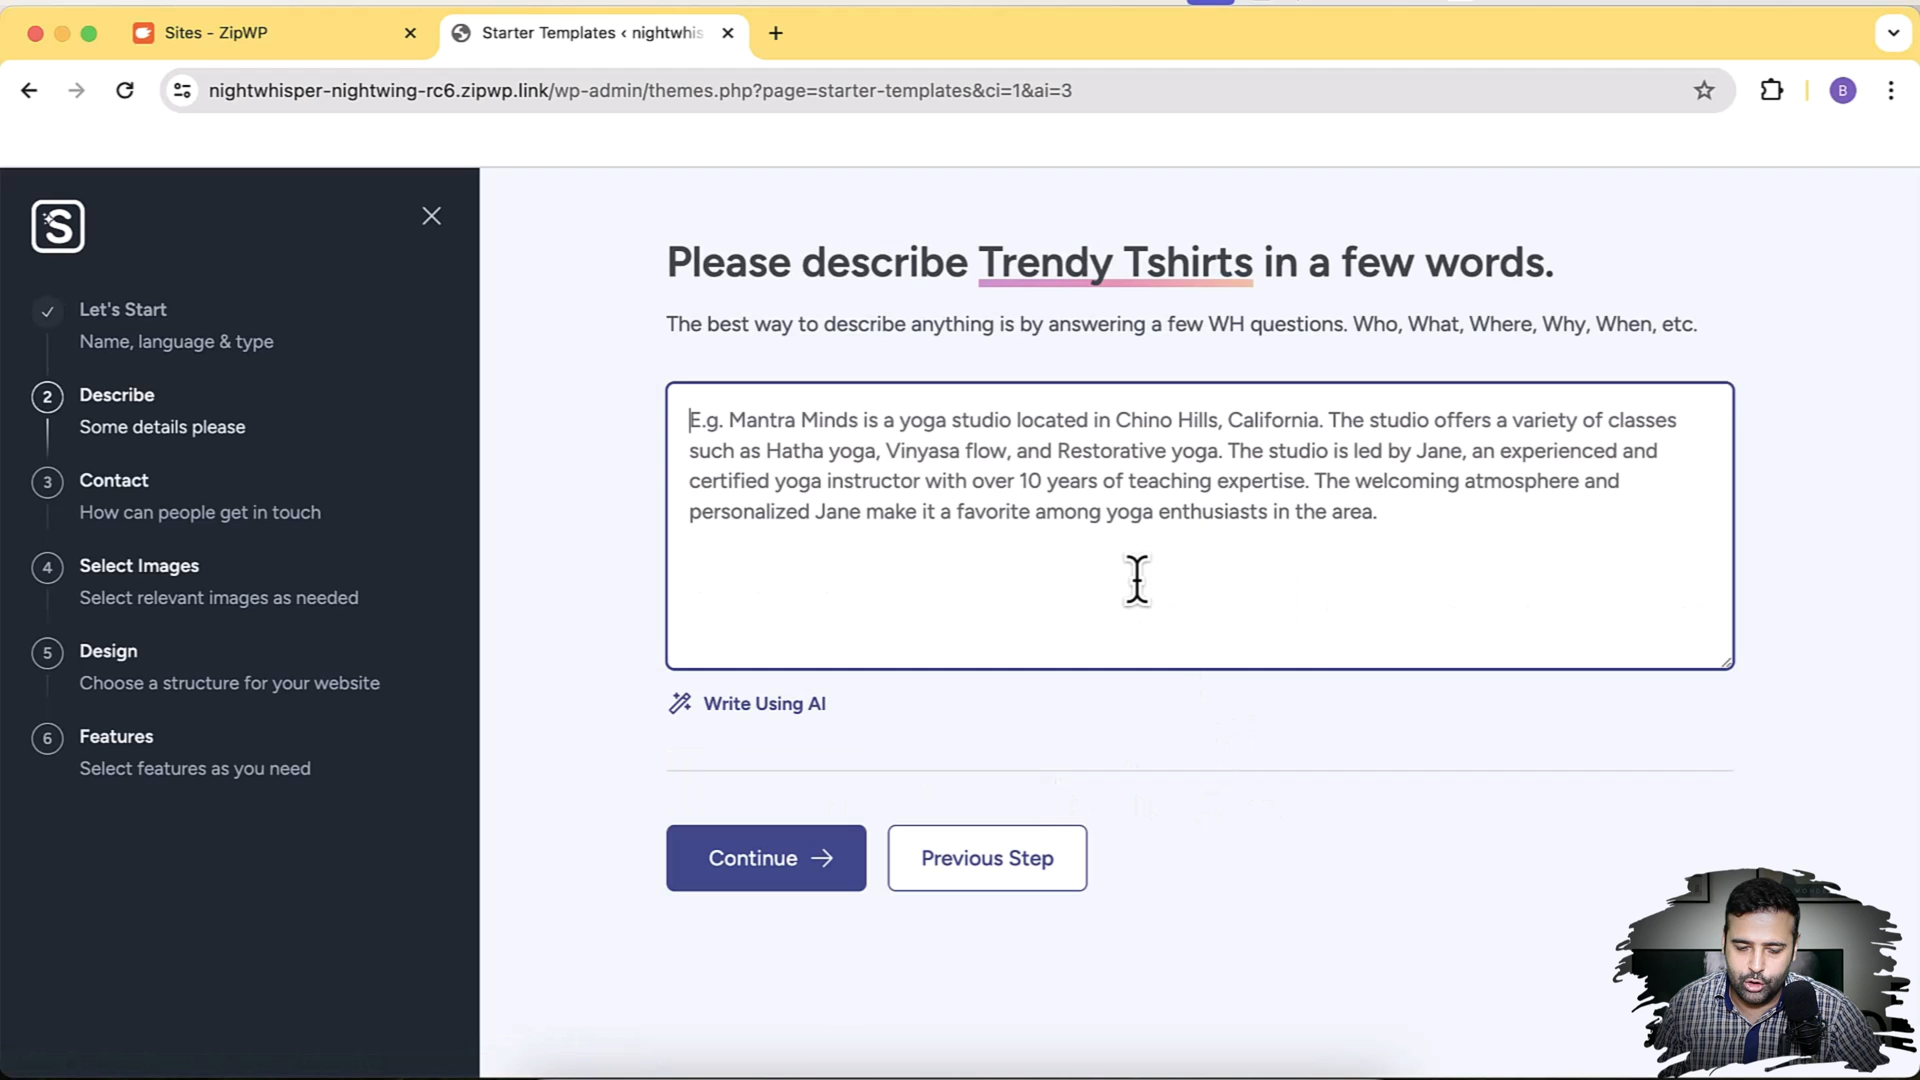 Sites - ZipWP
Starter Templates ‹ nightwhis
nightwhisper-nightwing-rc6.zipwp.link/wp-admin/themes.php?page=starter-templates&ci=1&ai=3
B
S
Let's Start
Name, language & type
2
Describe
Some details please
3
Contact
How can people get in touch
4
Select Images
Select relevant images as needed
5
Design
Choose a structure for your website
6
Features
Select features as you need
Please describe Trendy Tshirts in a few words.
The best way to describe anything is by answering a few WH questions. Who, What, Where, Why, When, etc.
E.g. Mantra Minds is a yoga studio located in Chino Hills, California. The studio offers a variety of classes
such as Hatha yoga, Vinyasa flow, and Restorative yoga. The studio is led by Jane, an experienced and
certified yoga instructor with over 10 years of teaching expertise. The welcoming atmosphere and
personalized Jane make it a favorite among yoga enthusiasts in the area.
Write Using AI
Continue
Previous Step